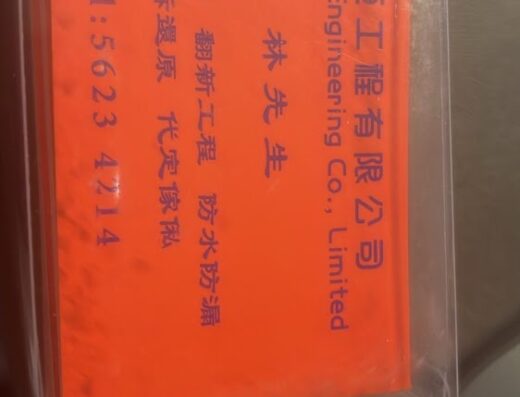 工程有限公司
Engineering Co., Limited
林先生
翻新工程 防水防漏
還原 代定傢俬
:5623 4214